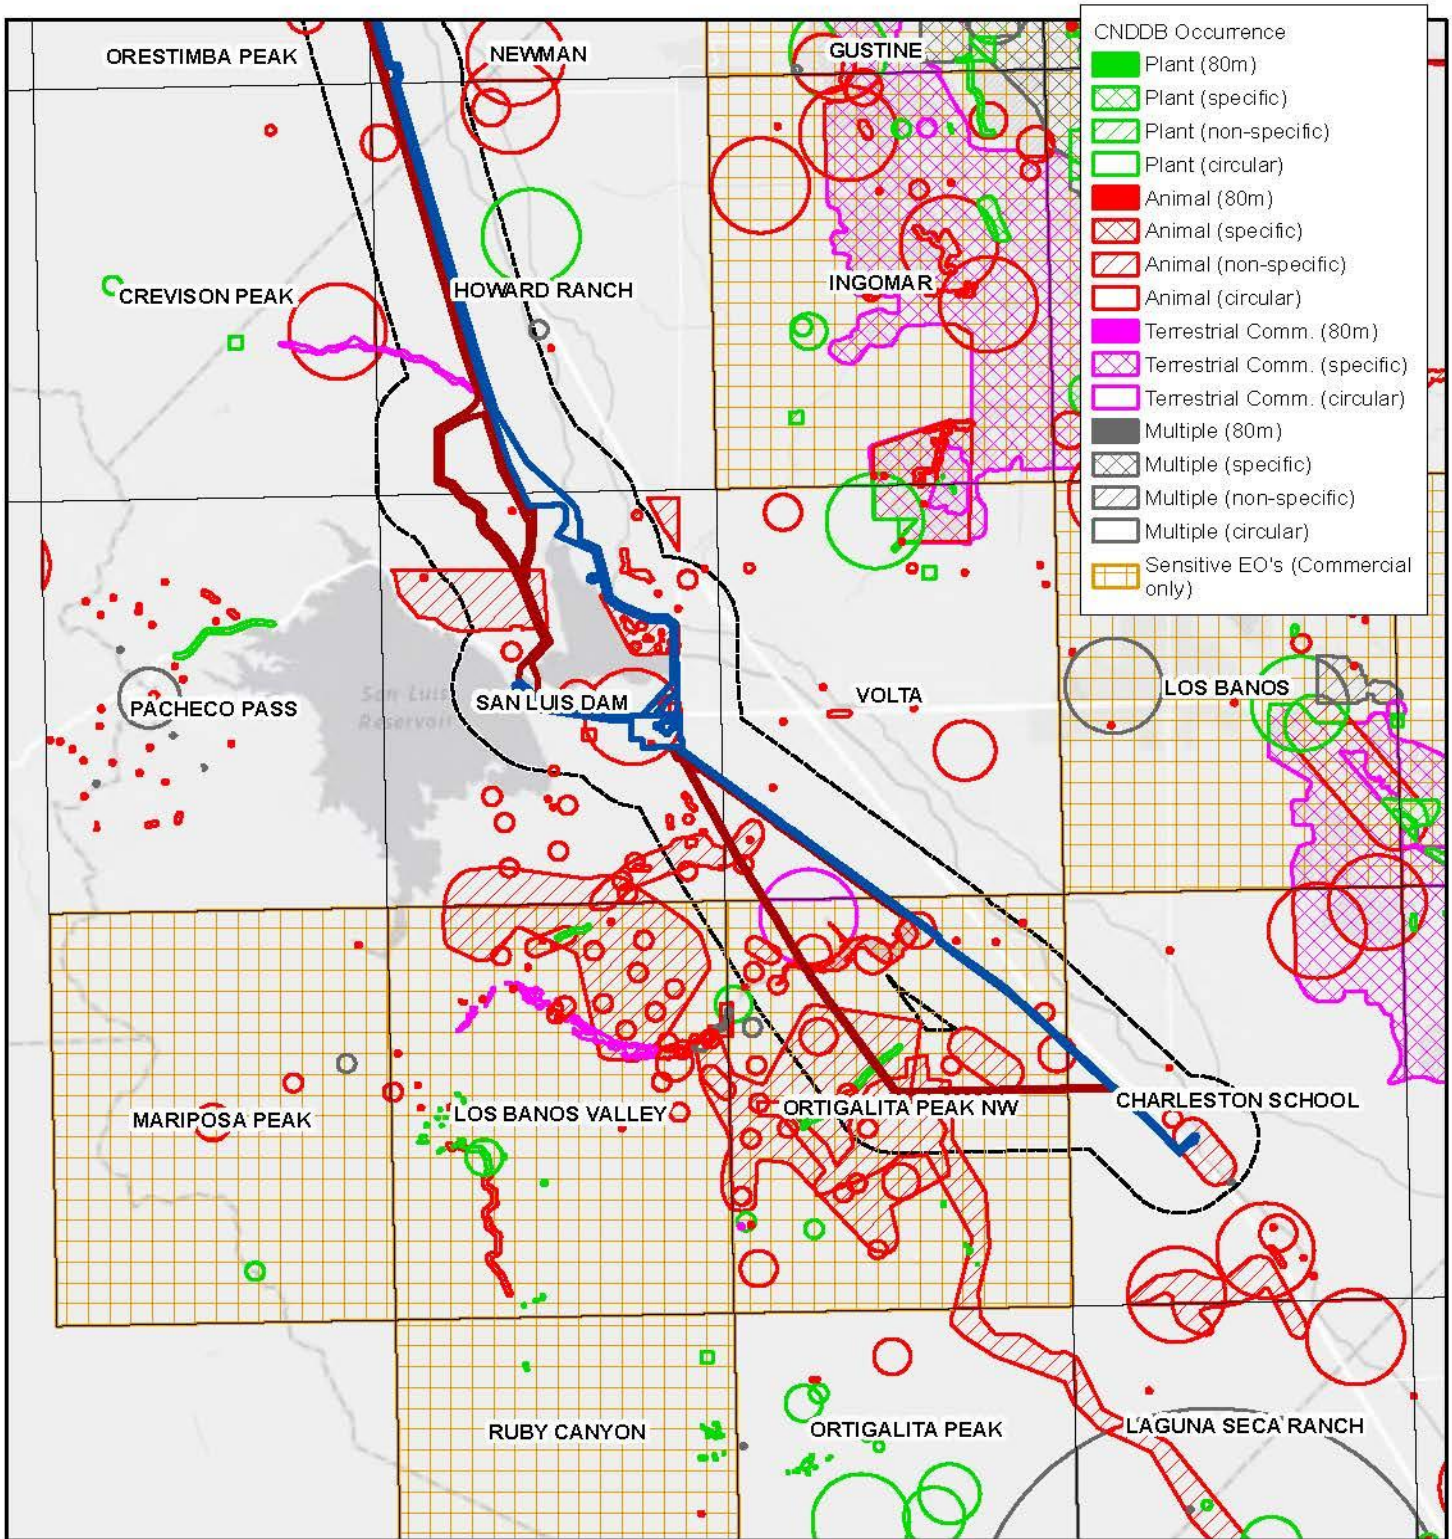 ORESTIMBA PEAK
NEWMAN
GUSTINE
CREVISON PEAK
HOWARD RANCH
INGOMAR
PACHECO PASS
San Luis
Reservoir
SAN LUIS DAM
VOLTA
LOS BANOS
MARIPOSA PEAK
LOS BANOS VALLEY
ORTIGALITA PEAK NW
CHARLESTON SCHOOL
RUBY CANYON
ORTIGALITA PEAK
LAGUNA SECA RANCH
CNDDB Occurrence
Plant (80m)
Plant (specific)
Plant (non-specific)
Plant (circular)
Animal (80m)
Animal (specific)
Animal (non-specific)
Animal (circular)
Terrestrial Comm. (80m)
Terrestrial Comm. (specific)
Terrestrial Comm. (circular)
Multiple (80m)
Multiple (specific)
Multiple (non-specific)
Multiple (circular)
Sensitive EO's (Commercial
only)